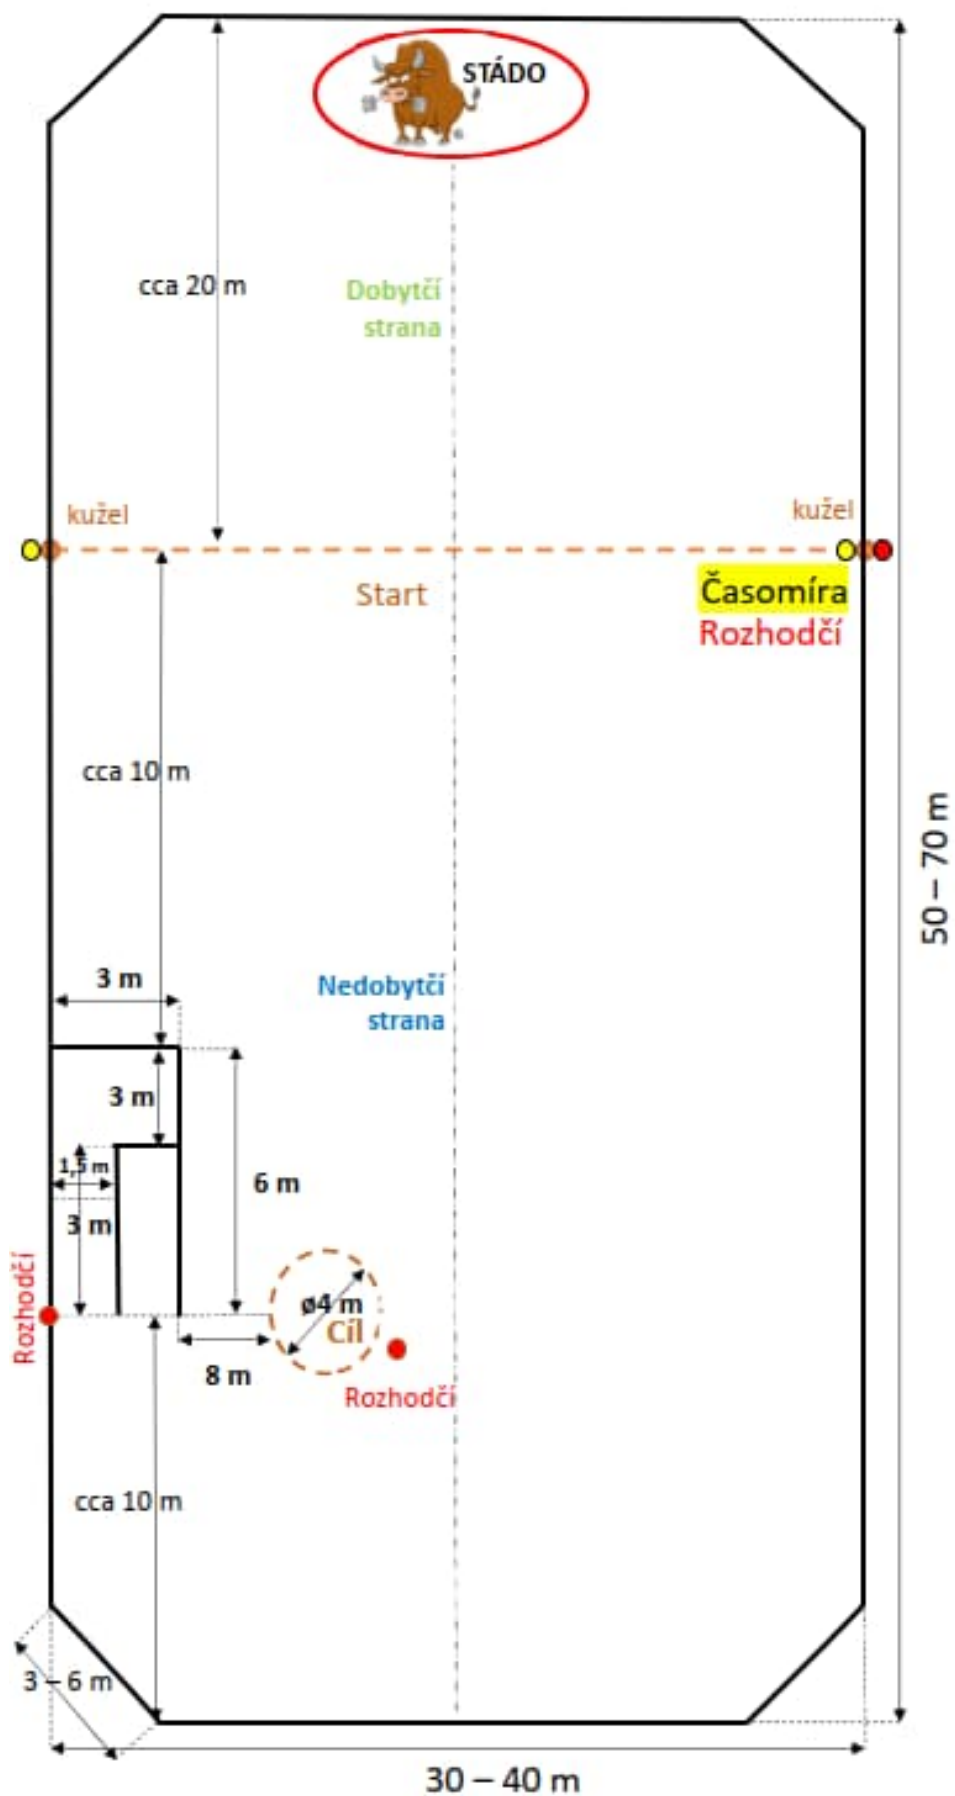 STÁDO
cca 20 m
Dobytčí
strana
kužel
kužel
Start
Časomíra
Rozhodčí
cca 10 m
50 – 70 m
3 m
Nedobytčí
strana
3 m
1,5 m
6 m
3 m
Rozhodčí
ø4 m
Cíl
8 m
Rozhodčí
cca 10 m
3 – 6 m
30 – 40 m